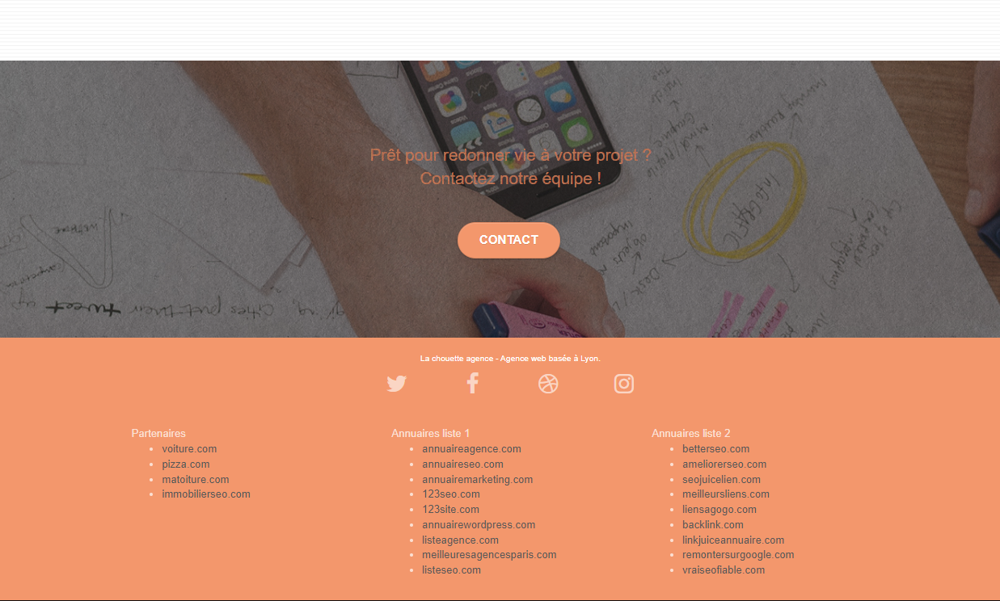 Prêt pour redonner vie à votre projet ?
Contactez notre équipe !
CONTACT
INFOGRAFIC
tweet
La chouette agence - Agence web basée à Lyon.
Partenaires
voiture.com
pizza.com
matoiture.com
immobilierseo.com
Annuaires liste 1
annuaireagence.com
annuaireseo.com
annuairemarketing.com
123seo.com
123site.com
annuairewordpress.com
listeagence.com
meilleuresagencesparis.com
listeseo.com
Annuaires liste 2
betterseo.com
ameliorerseo.com
seojuicelien.com
meilleursliens.com
liensagogo.com
backlink.com
linkjuiceannuaire.com
remontersurgoogle.com
vraiseofiable.com